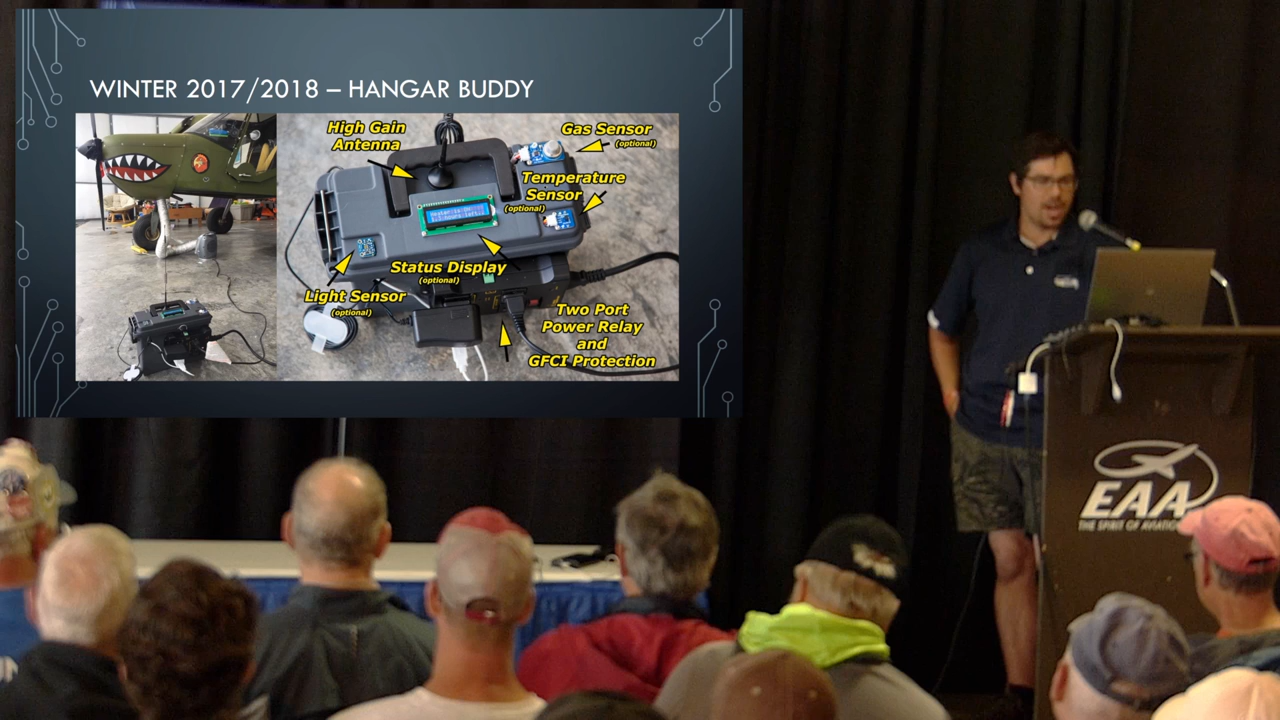 WINTER 2017/2018 – HANGAR BUDDY
High Gain
Antenna
Gas Sensor
(optional)
Temperature
Sensor
(optional)
Status Display
(optional)
Light Sensor
(optional)
Two Port
Power Relay
and
GFCI Protection
EAA
THE SPIRIT OF AVIATION